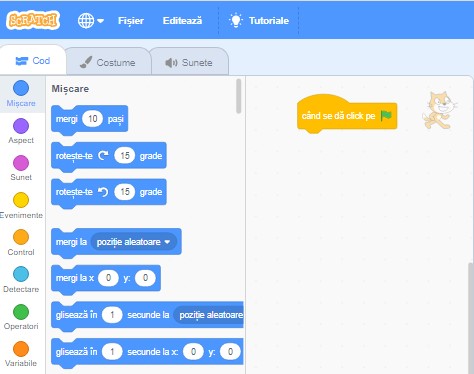 SCRATCH
Fișier Editează Tutoriale
Cod Costume Sunete
Mișcare
Aspect
Sunet
Evenimente
Control
Detectare
Operatori
Variabile
Mișcare
mergi 10 pași
rotește-te 15 grade
rotește-te 15 grade
mergi la poziție aleatoare
mergi la x 0 y: 0
glisează în 1 secunde la poziție aleatoare
glisează în 1 secunde la x: 0 y: 0
când se dă click pe